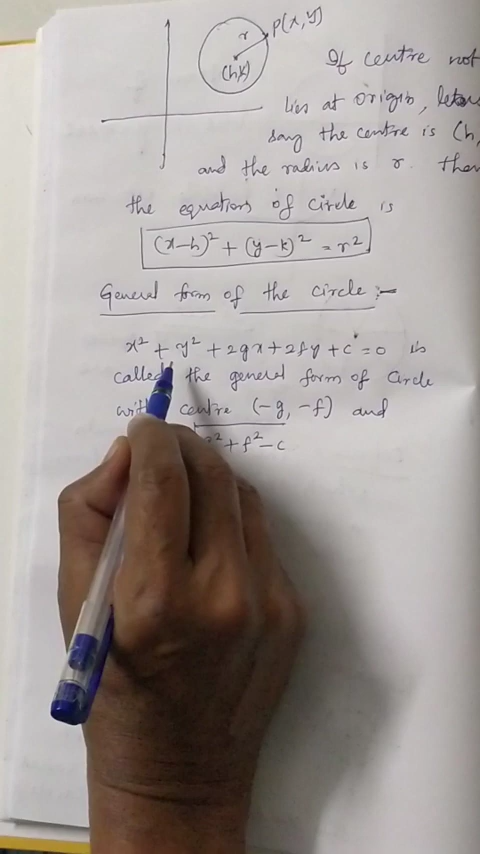 P(x,y)
r
(h,k)
If centre not
lies at origin, let us
say the centre is (h,
and the radius is r. then
the equation of circle is
(x-h)² + (y-k)² = r²
General form of the circle :-
x² + y² + 2gx + 2fy + c = 0 is
called the general form of circle
with centre (-g, -f) and
² + f² - c